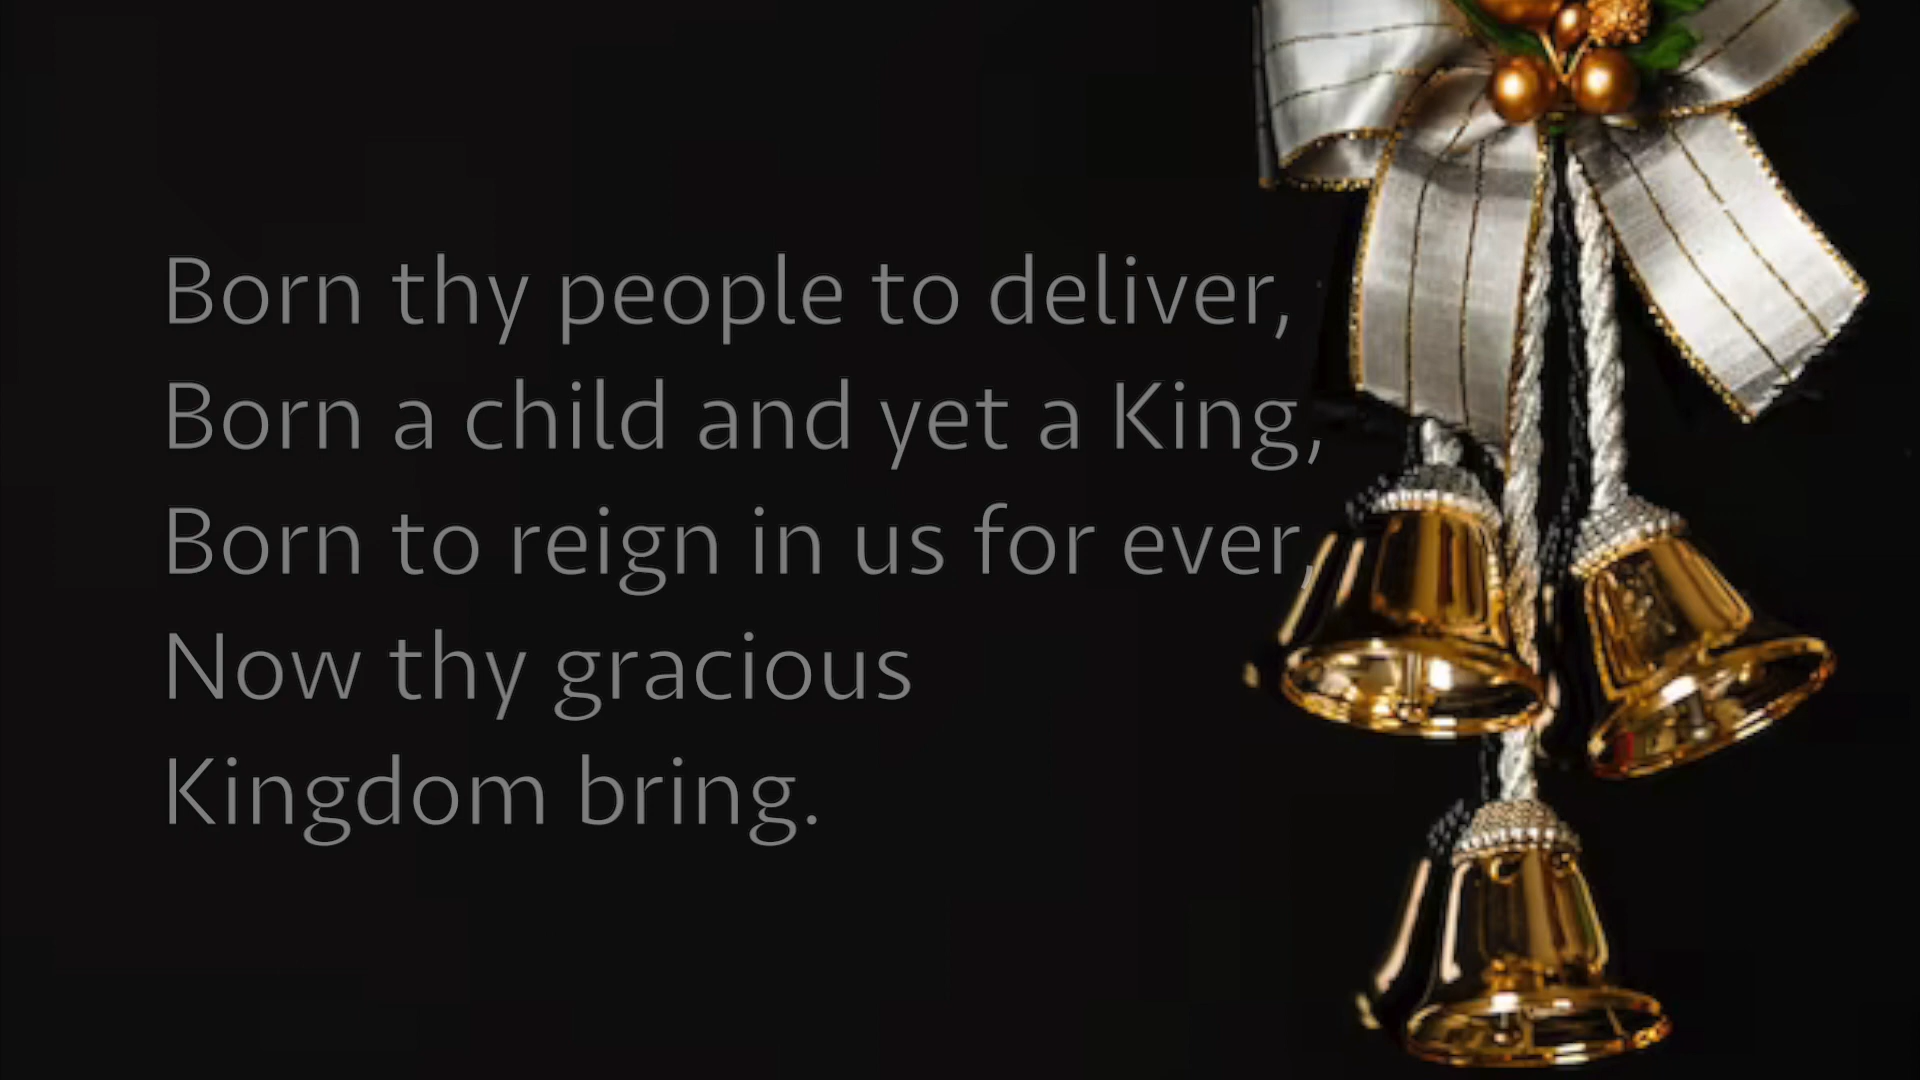 Born thy people to deliver,
Born a child and yet a King,
Born to reign in us for ever,
Now thy gracious
Kingdom bring.